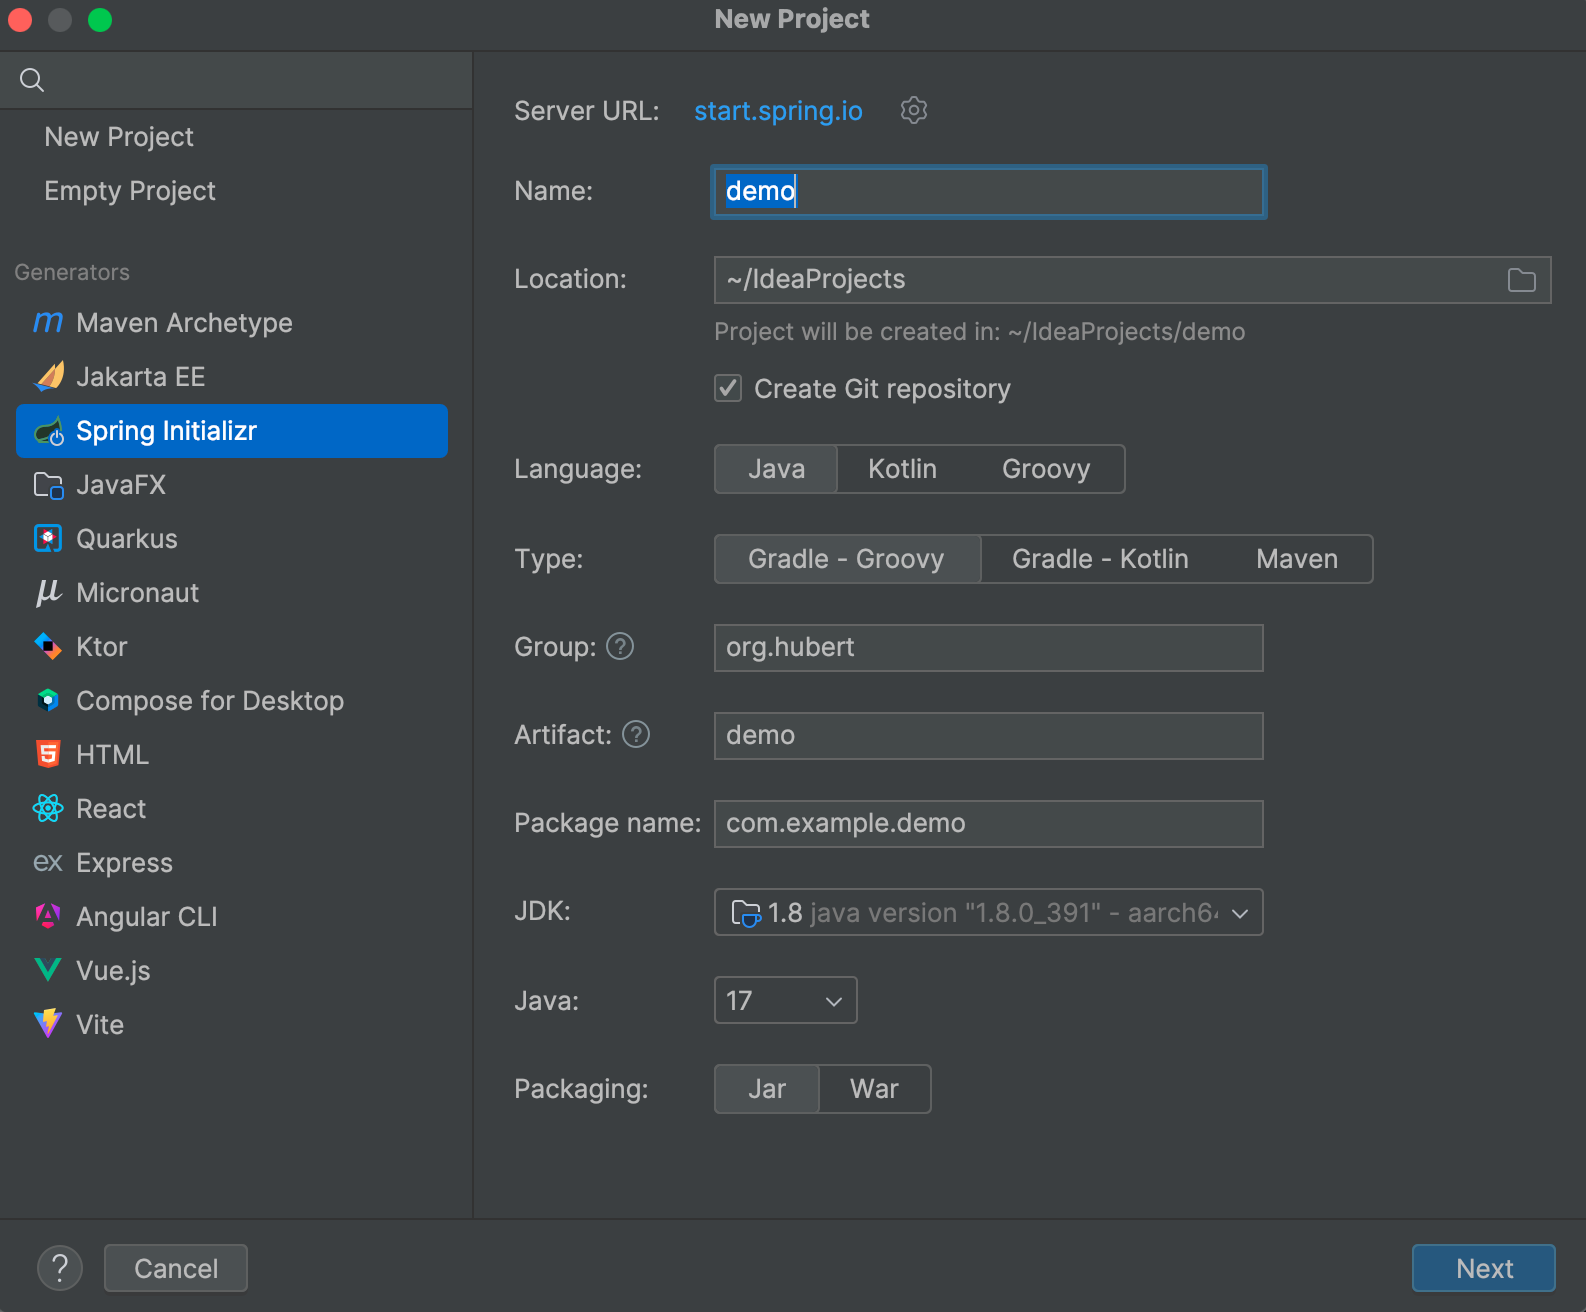 New Project
New Project
Empty Project
Generators
Maven Archetype
Jakarta EE
Spring Initializr
JavaFX
Quarkus
Micronaut
Ktor
Compose for Desktop
HTML
React
ex Express
Angular CLI
Vue.js
Vite
Server URL: start.spring.io
Name: demo
Location: ~/IdeaProjects
Project will be created in: ~/IdeaProjects/demo
Create Git repository
Language: Java Kotlin Groovy
Type: Gradle - Groovy Gradle - Kotlin Maven
Group: ? org.hubert
Artifact: ? demo
Package name: com.example.demo
JDK: 1.8 java version "1.8.0_391" - aarch64
Java: 17
Packaging: Jar War
? Cancel Next